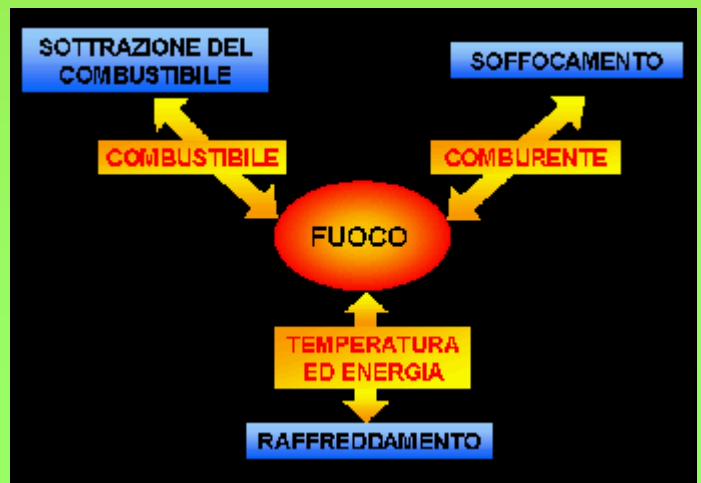 SOTTRAZIONE DEL
COMBUSTIBILE
SOFFOCAMENTO
COMBUSTIBILE
COMBURENTE
FUOCO
TEMPERATURA
ED ENERGIA
RAFFREDDAMENTO